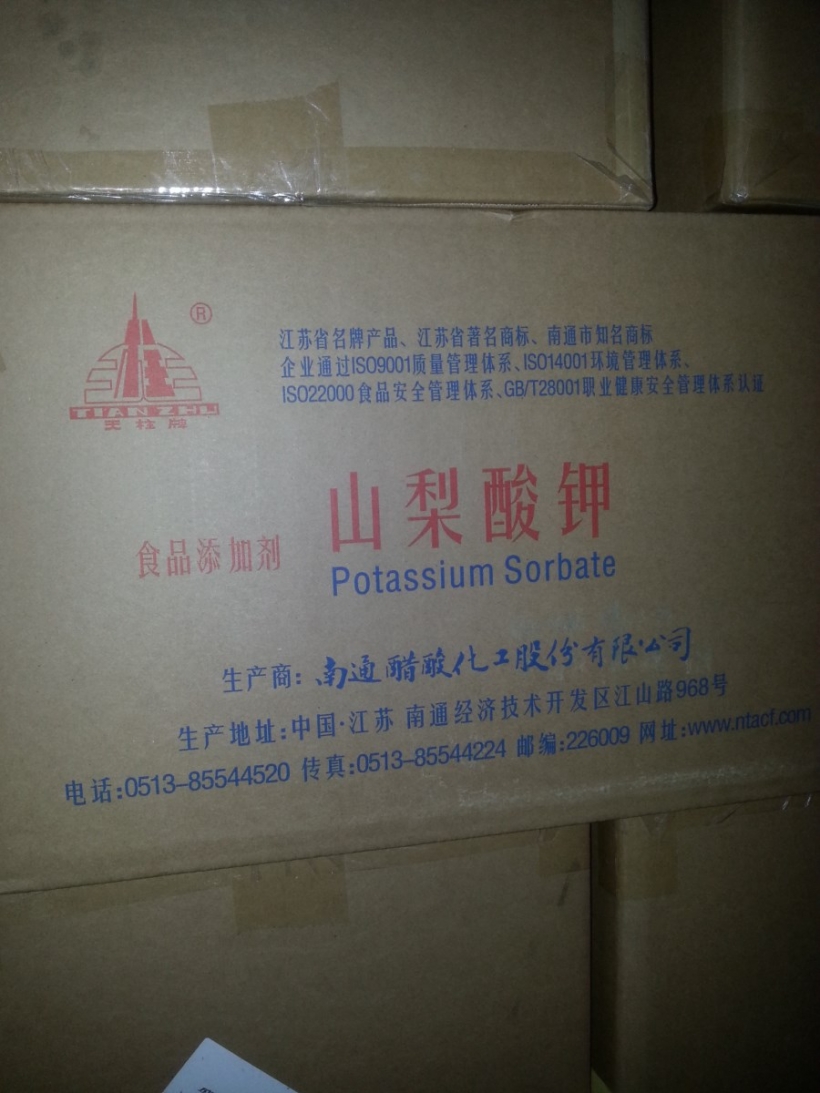 ®
江苏省名牌产品、江苏省著名商标、南通市知名商标
企业通过ISO9001质量管理体系、ISO14001环境管理体系、
ISO22000食品安全管理体系、GB/T28001职业健康安全管理体系认证
TIANZHU
天柱牌
食品添加剂 山梨酸钾
Potassium Sorbate
生产商：南通醋酸化工股份有限公司
生产地址：中国·江苏 南通经济技术开发区江山路968号
电话：0513-85544520 传真：0513-85544224 邮编：226009 网址：www.ntacf.com